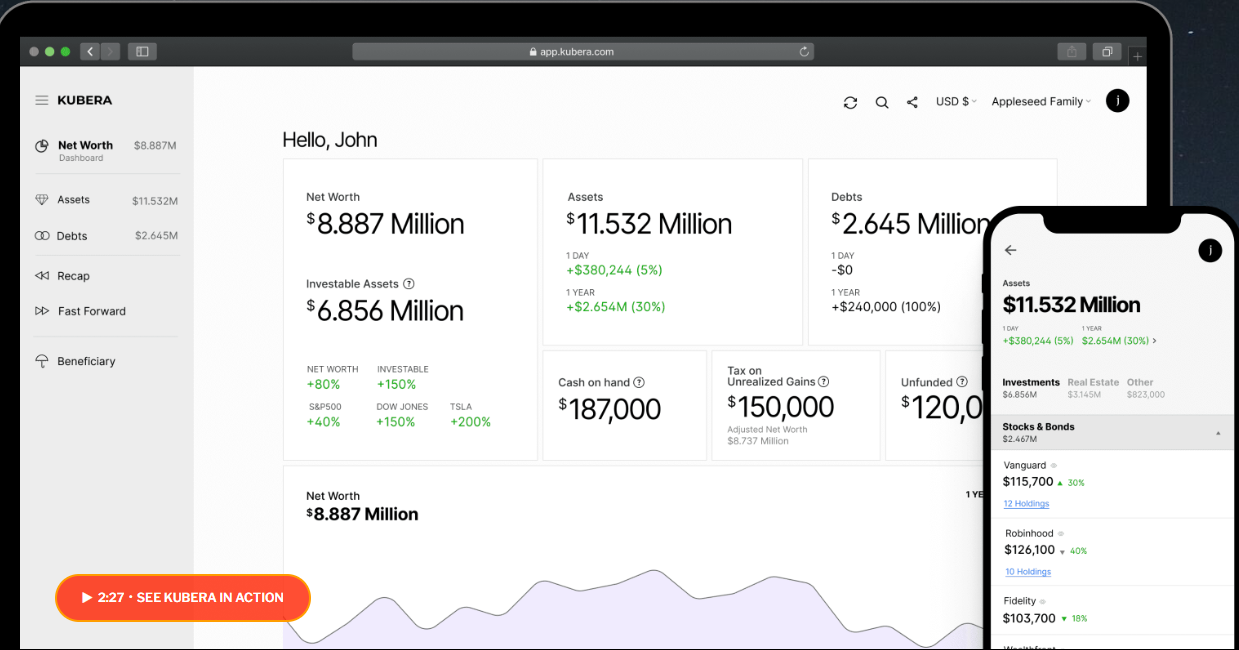 app.kubera.com
KUBERA
Net Worth $8.887M
Dashboard
Assets $11.532M
Debts $2.645M
Recap
Fast Forward
Beneficiary
USD $ Appleseed Family j
Hello, John
Net Worth
$8.887 Million
Investable Assets ?
$6.856 Million
NET WORTH INVESTABLE
+80% +150%
S&P500 DOW JONES TSLA
+40% +150% +200%
Assets
$11.532 Million
1 DAY
+$380,244 (5%)
1 YEAR
+$2.654M (30%)
Debts
$2.645 Million
1 DAY
-$0
1 YEAR
+$240,000 (100%)
Cash on hand ?
$187,000
Tax on
Unrealized Gains ?
$150,000
Adjusted Net Worth
$8.737 Million
Unfunded ?
$120,0
Net Worth
$8.887 Million
1 YE
2:27 • SEE KUBERA IN ACTION
j
Assets
$11.532 Million
1 DAY 1 YEAR
+$380,244 (5%) $2.654M (30%)
Investments Real Estate Other
$6.856M $3.145M $823,000
Stocks & Bonds
$2.467M
Vanguard
$115,700 30%
12 Holdings
Robinhood
$126,100 40%
10 Holdings
Fidelity
$103,700 18%
Wealthfront